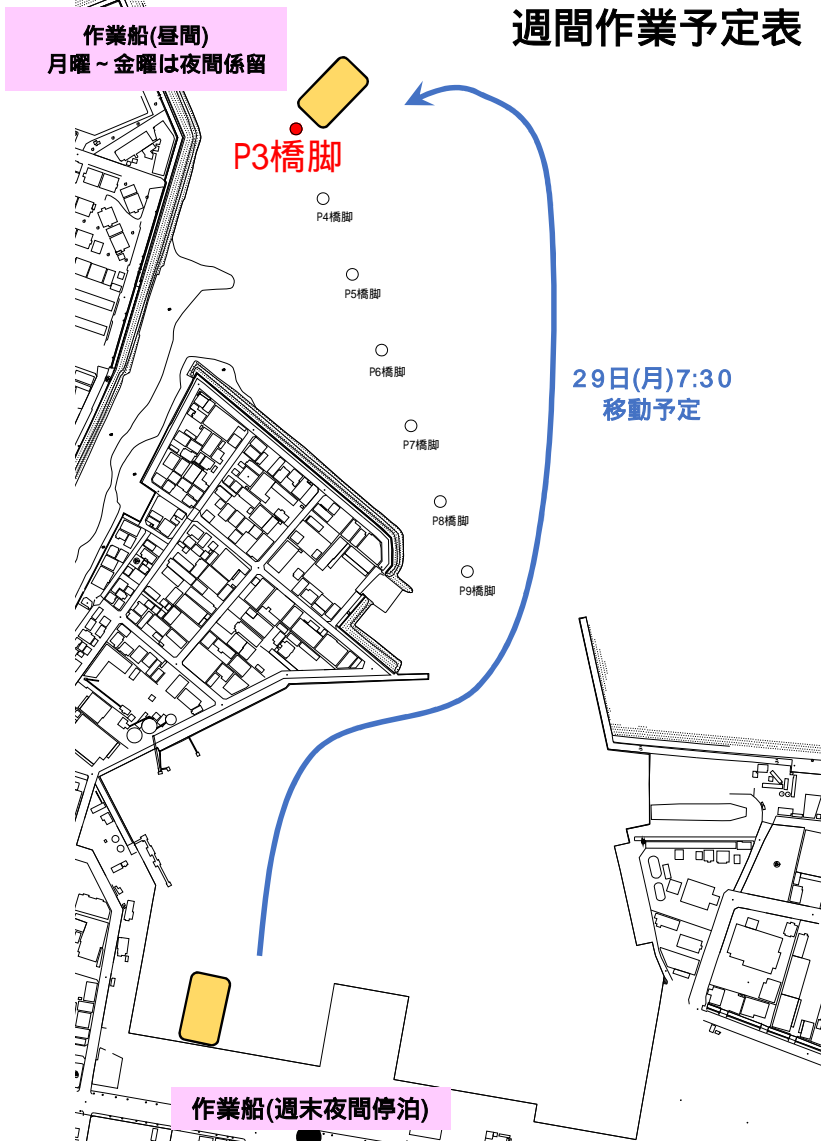 週間作業予定表
作業船(昼間)
月曜~金曜は夜間係留
P3橋脚
P4橋脚
P5橋脚
P6橋脚
29日(月)7:30
移動予定
P7橋脚
P8橋脚
P9橋脚
作業船(週末夜間停泊)